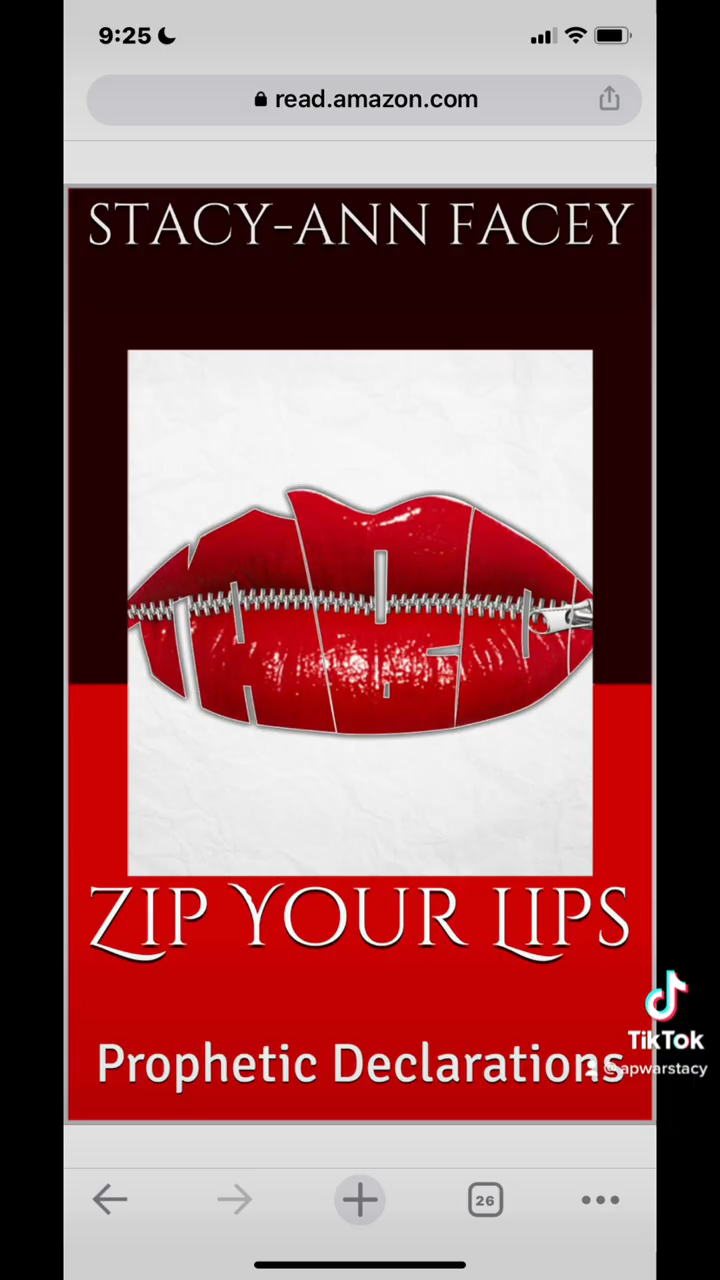 9:25
read.amazon.com
STACY-ANN FACEY
ZIP YOUR LIPS
Prophetic Declarations
TikTok
@apwarstacy
26